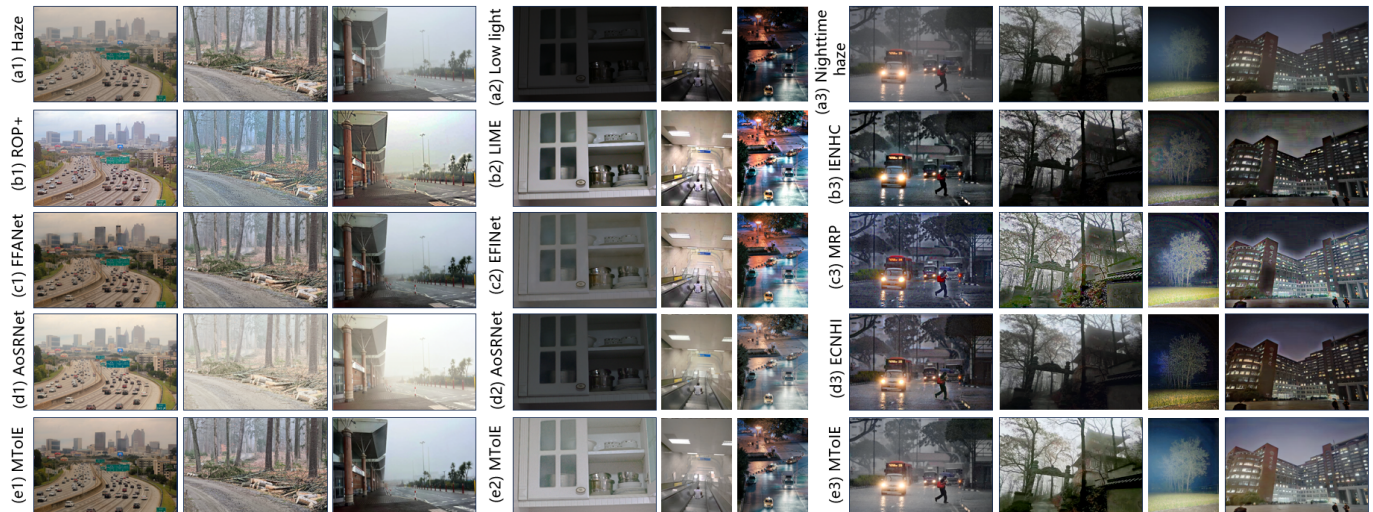 (a1) Haze
(b1) ROP+
(c1) FFANet
(d1) AoSRNet
(e1) MToIE
(a2) Low light
(b2) LIME
(c2) EFINet
(d2) AoSRNet
(e2) MToIE
(a3) Nighttime
haze
(b3) IENHC
(c3) MRP
(d3) ECNHI
(e3) MToIE